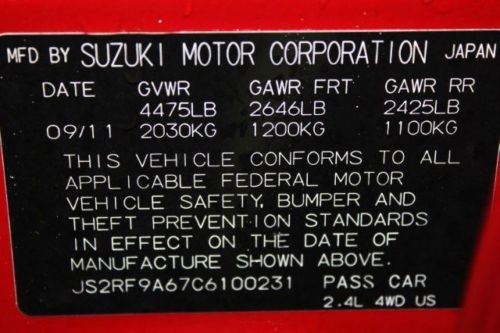 MFD BY SUZUKI MOTOR CORPORATION JAPAN
DATE GVWR GAWR FRT GAWR RR
4475LB 2646LB 2425LB
09/11 2030KG 1200KG 1100KG
THIS VEHICLE CONFORMS TO ALL
APPLICABLE FEDERAL MOTOR
VEHICLE SAFETY, BUMPER AND
THEFT PREVENTION STANDARDS
IN EFFECT ON THE DATE OF
MANUFACTURE SHOWN ABOVE.
JS2RF9A67C6100231 PASS CAR
2.4L 4WD US